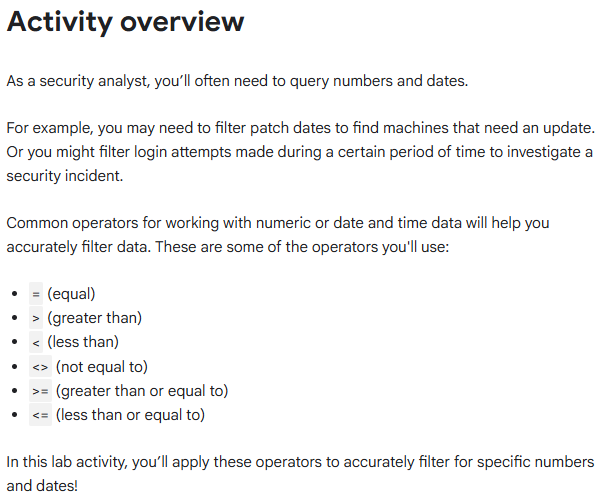 Activity overview
As a security analyst, you’ll often need to query numbers and dates.
For example, you may need to filter patch dates to find machines that need an update.
Or you might filter login attempts made during a certain period of time to investigate a
security incident.
Common operators for working with numeric or date and time data will help you
accurately filter data. These are some of the operators you'll use:
• = (equal)
• > (greater than)
• < (less than)
• <> (not equal to)
• >= (greater than or equal to)
• <= (less than or equal to)
In this lab activity, you’ll apply these operators to accurately filter for specific numbers
and dates!